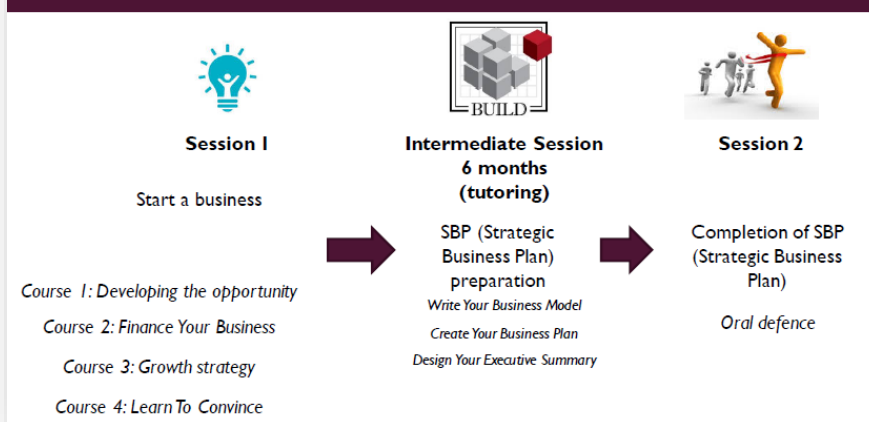 Session 1
Start a business
Course 1: Developing the opportunity
Course 2: Finance Your Business
Course 3: Growth strategy
Course 4: Learn To Convince
BUILD
Intermediate Session
6 months
(tutoring)
SBP (Strategic
Business Plan)
preparation
Write Your Business Model
Create Your Business Plan
Design Your Executive Summary
Session 2
Completion of SBP
(Strategic Business
Plan)
Oral defence